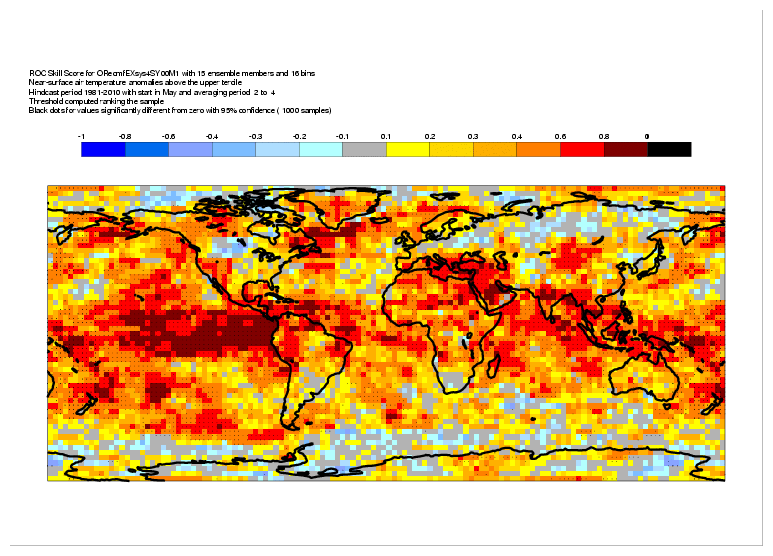 ROC Skill Score for ORecmfEXsys4SY00M1 with 15 ensemble members and 16 bins
Near-surface air temperature anomalies above the upper tercile
Hindcast period 1981-2010 with start in May and averaging period 2 to 4
Threshold computed ranking the sample
Black dots for values significantly different from zero with 95% confidence ( 1000 samples)
-1 -0.8 -0.6 -0.4 -0.3 -0.2 -0.1 0.1 0.2 0.3 0.4 0.6 0.8